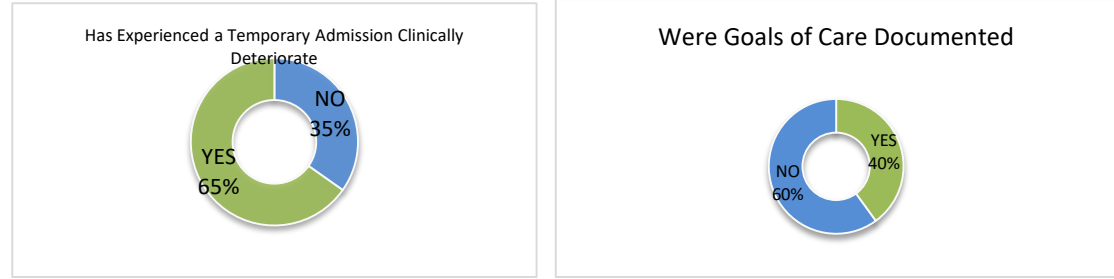 Has Experienced a Temporary Admission Clinically
Deteriorate
NO
35%
YES
65%
Were Goals of Care Documented
YES
40%
NO
60%